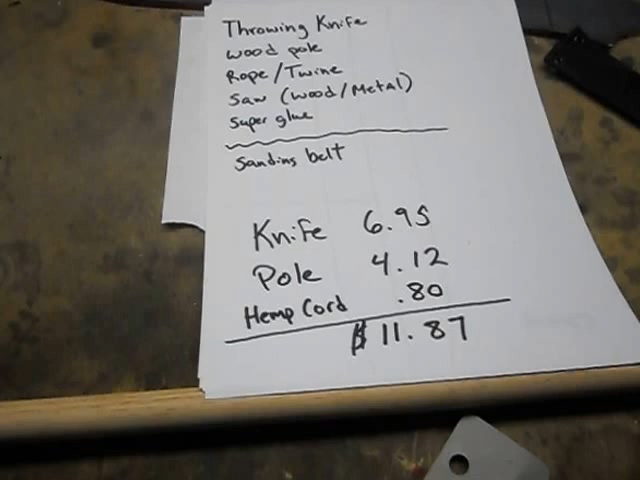 Throwing Knife
wood pole
Rope/Twine
Saw (wood/Metal)
Super glue
Sanding belt
Knife 6.95
Pole 4.12
Hemp Cord .80
$ 11.87